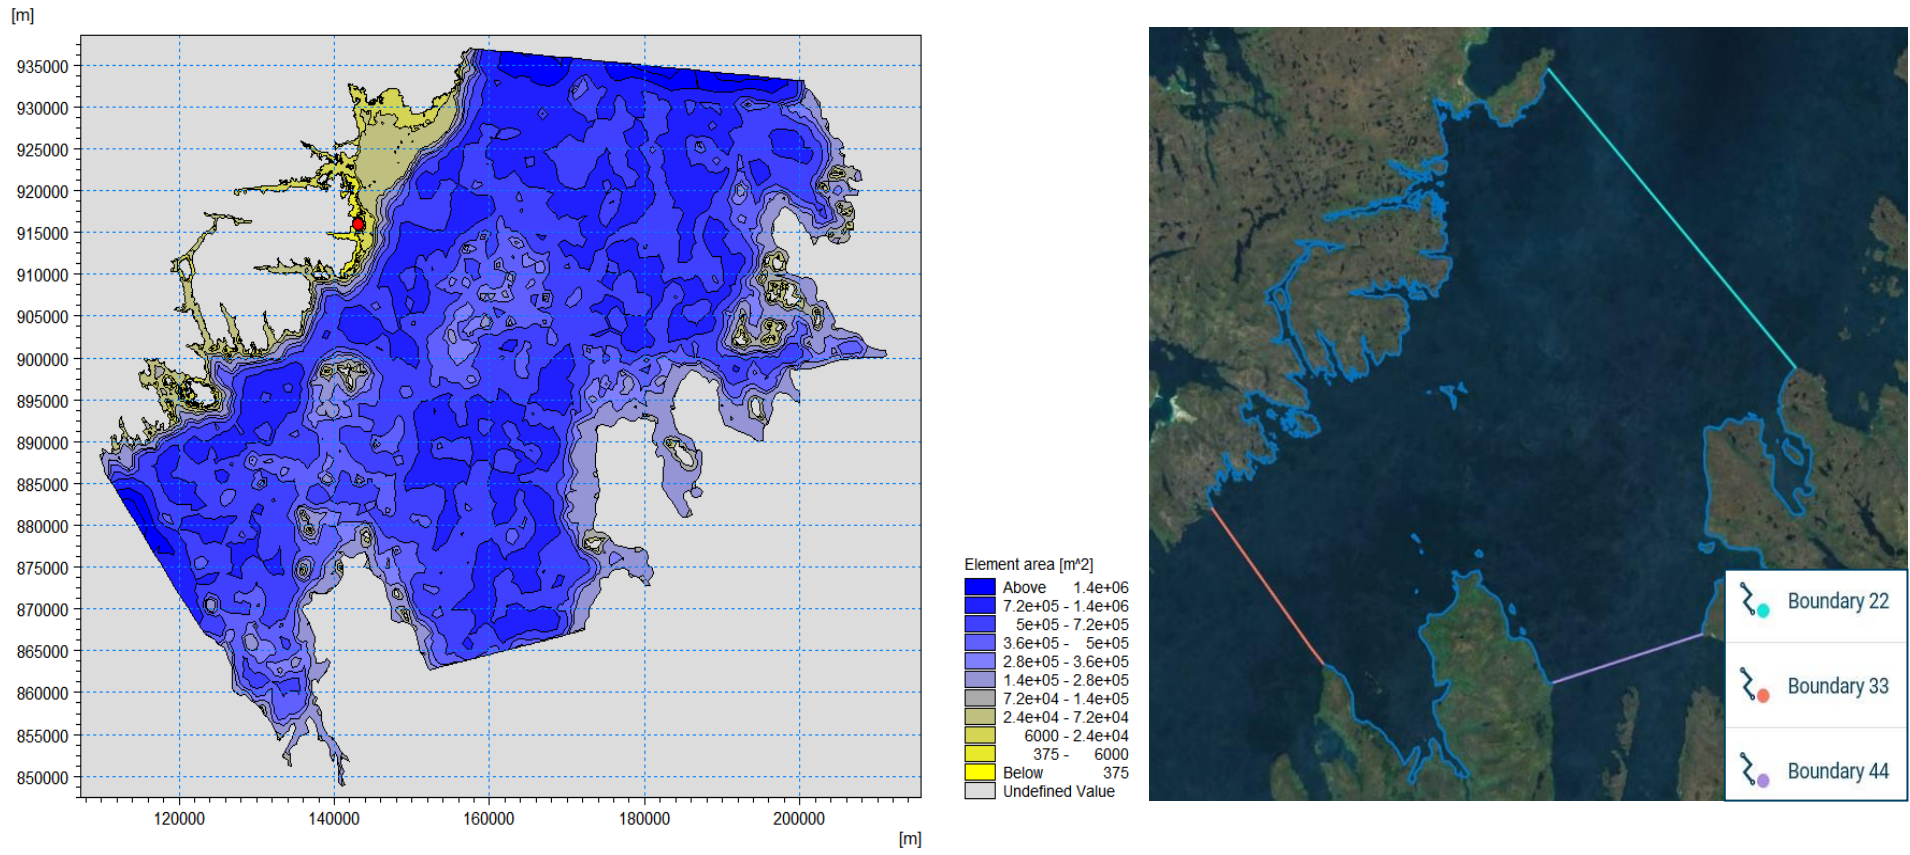 [m]
935000
930000
925000
920000
915000
910000
905000
900000
895000
890000
885000
880000
875000
870000
865000
860000
855000
850000
120000 140000 160000 180000 200000
[m]
Element area [m^2]
Above 1.4e+06
7.2e+05 - 1.4e+06
5e+05 - 7.2e+05
3.6e+05 - 5e+05
2.8e+05 - 3.6e+05
1.4e+05 - 2.8e+05
7.2e+04 - 1.4e+05
2.4e+04 - 7.2e+04
6000 - 2.4e+04
375 - 6000
Below 375
Undefined Value
Boundary 22
Boundary 33
Boundary 44